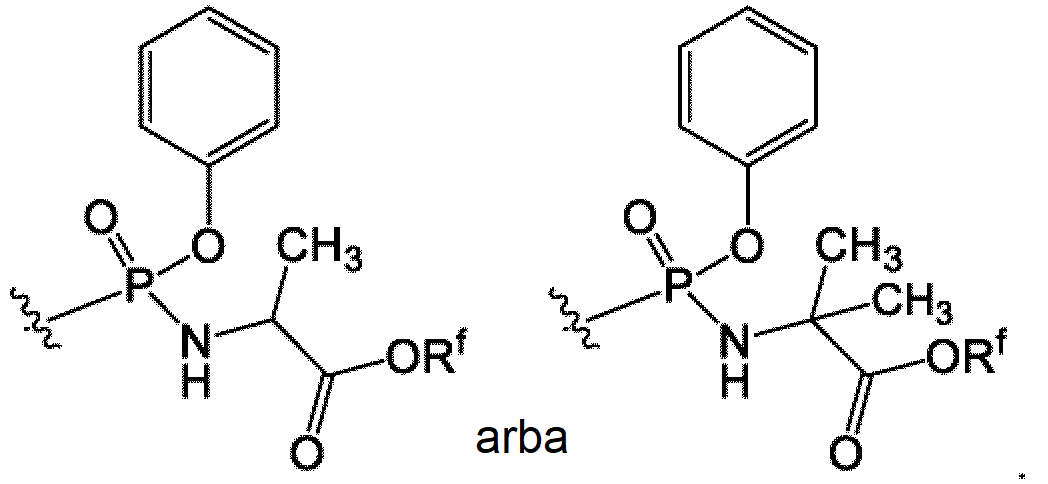 O O CH₃ P N H ORᶠ O
arba
O O CH₃ CH₃ P N H ORᶠ O .